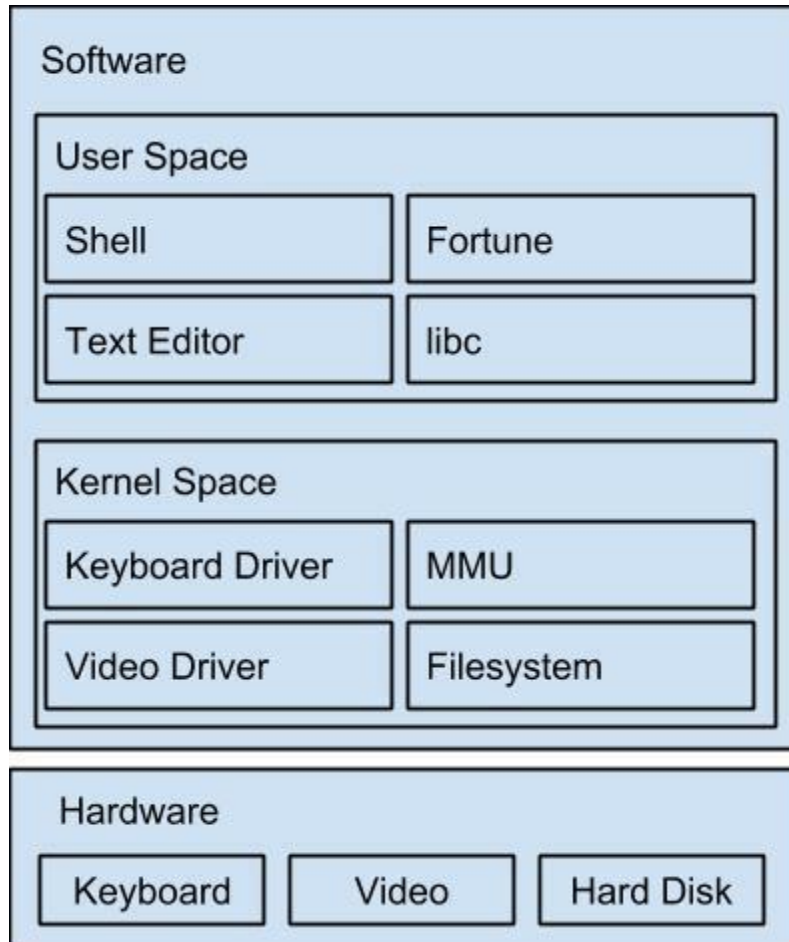 Software
User Space
Shell
Fortune
Text Editor
libc
Kernel Space
Keyboard Driver
MMU
Video Driver
Filesystem
Hardware
Keyboard
Video
Hard Disk